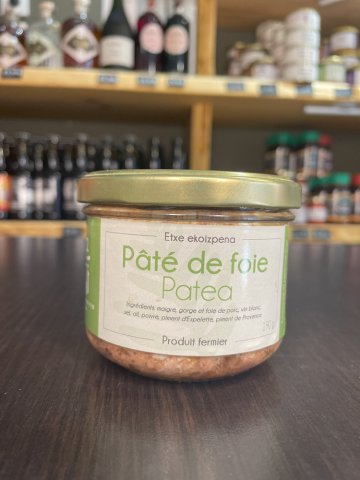 Etxe ekoizpena
Pâté de foie
Patea
Ingrédients: maigre, gorge et foie de porc, vin blanc,
sel, ail, poivre, piment d'Espelette, piment de Provence
Produit fermier